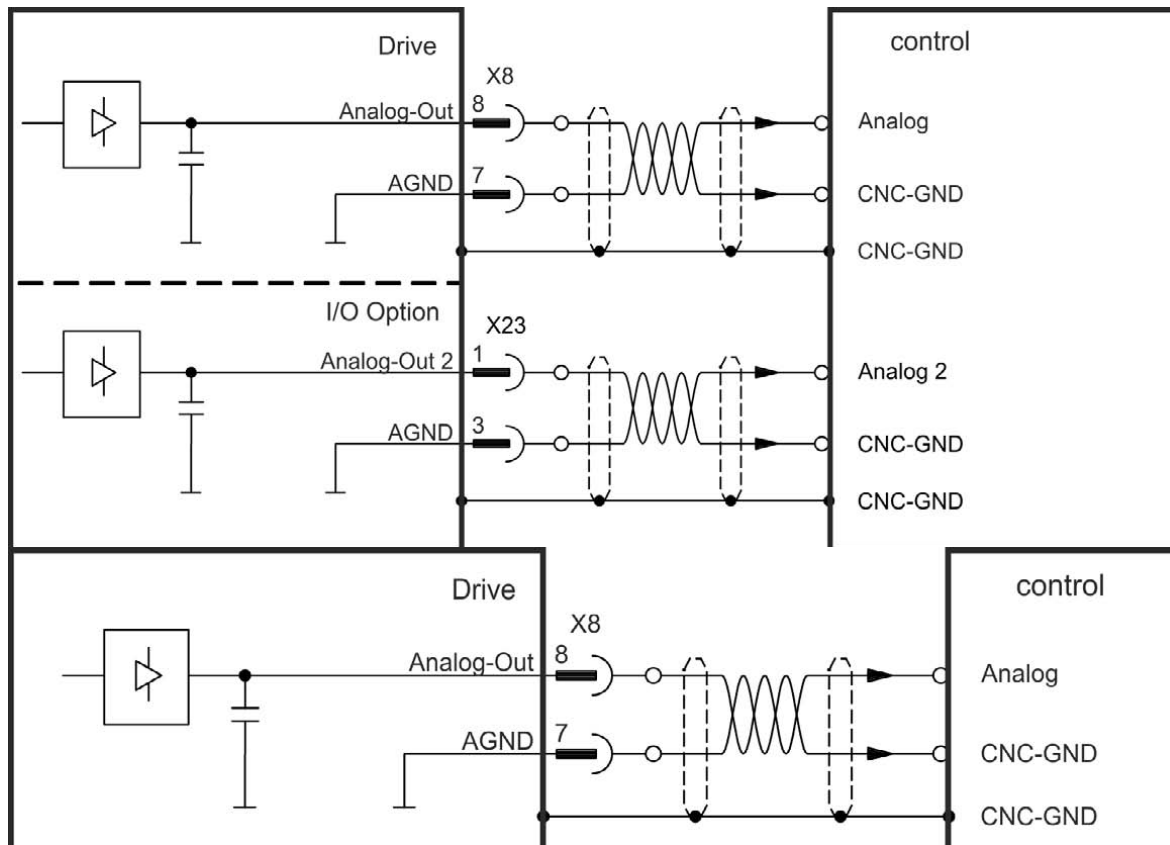 Drive
control
X8
8
Analog-Out
Analog
7
AGND
CNC-GND
CNC-GND
I/O Option
X23
1
Analog-Out 2
Analog 2
3
AGND
CNC-GND
CNC-GND
Drive
control
X8
8
Analog-Out
Analog
7
AGND
CNC-GND
CNC-GND